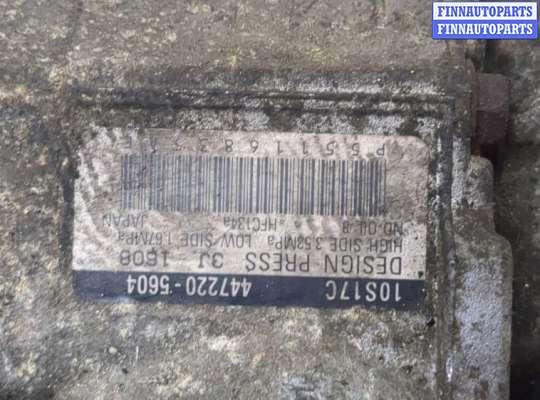 FINNAUTOPARTS
FINNAUTOPARTS
10S17C
447220-5604
DESIGN PRESS 3J - 1608
HIGH SIDE 3.53MPa LOW SIDE 1.67MPa
ND-OIL 8 HFC134a JAPAN